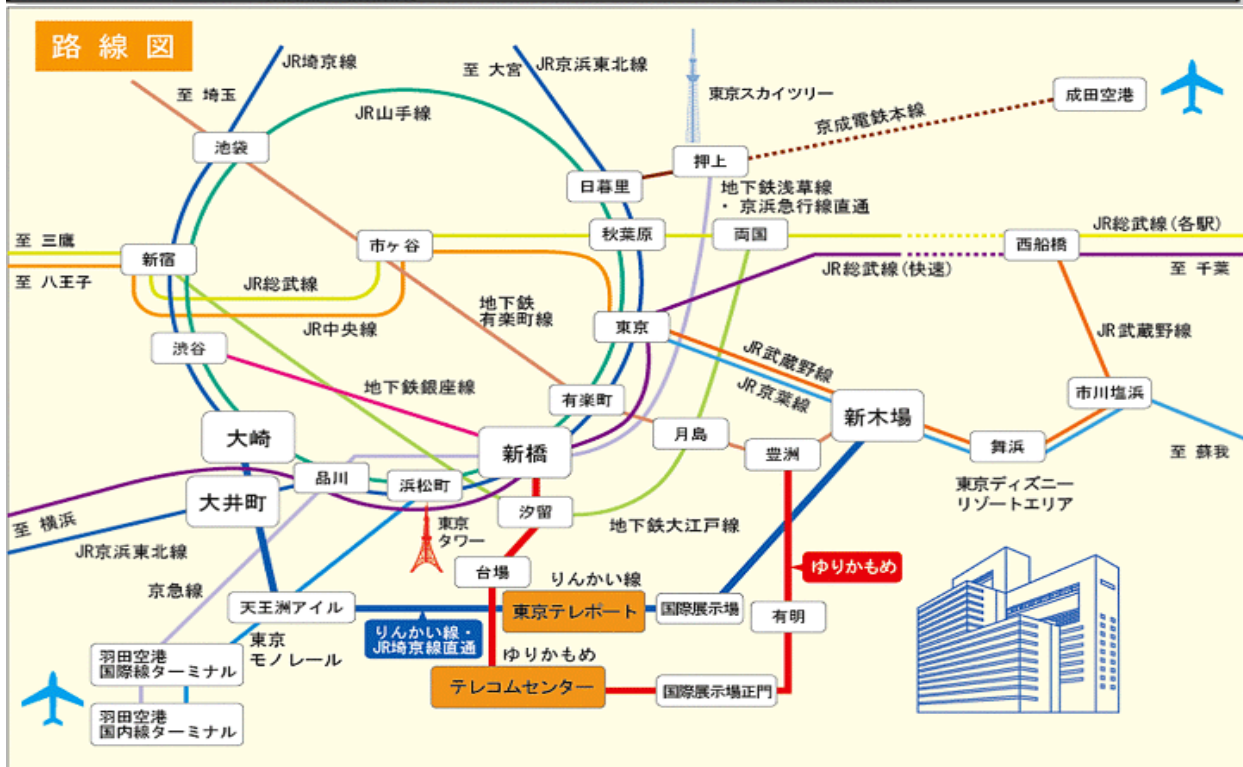 路線図
JR埼京線
至 大宮
JR京浜東北線
至 埼玉
JR山手線
東京スカイツリー
成田空港
京成電鉄本線
池袋
押上
日暮里
地下鉄浅草線
・京浜急行線直通
至 三鷹
新宿
市ヶ谷
秋葉原
両国
西船橋
JR総武線(各駅)
至 八王子
JR総武線
JR総武線(快速)
至 千葉
JR中央線
地下鉄
有楽町線
東京
JR武蔵野線
渋谷
JR武蔵野線
JR京葉線
地下鉄銀座線
有楽町
新木場
市川塩浜
大崎
新橋
月島
豊洲
舞浜
至 蘇我
品川
浜松町
東京ディズニー
リゾートエリア
大井町
汐留
至 横浜
東京
タワー
地下鉄大江戸線
JR京浜東北線
京急線
台場
りんかい線
ゆりかもめ
天王洲アイル
東京テレポート
国際展示場
有明
りんかい線・
JR埼京線直通
東京
モノレール
ゆりかもめ
羽田空港
国際線ターミナル
テレコムセンター
国際展示場正門
羽田空港
国内線ターミナル